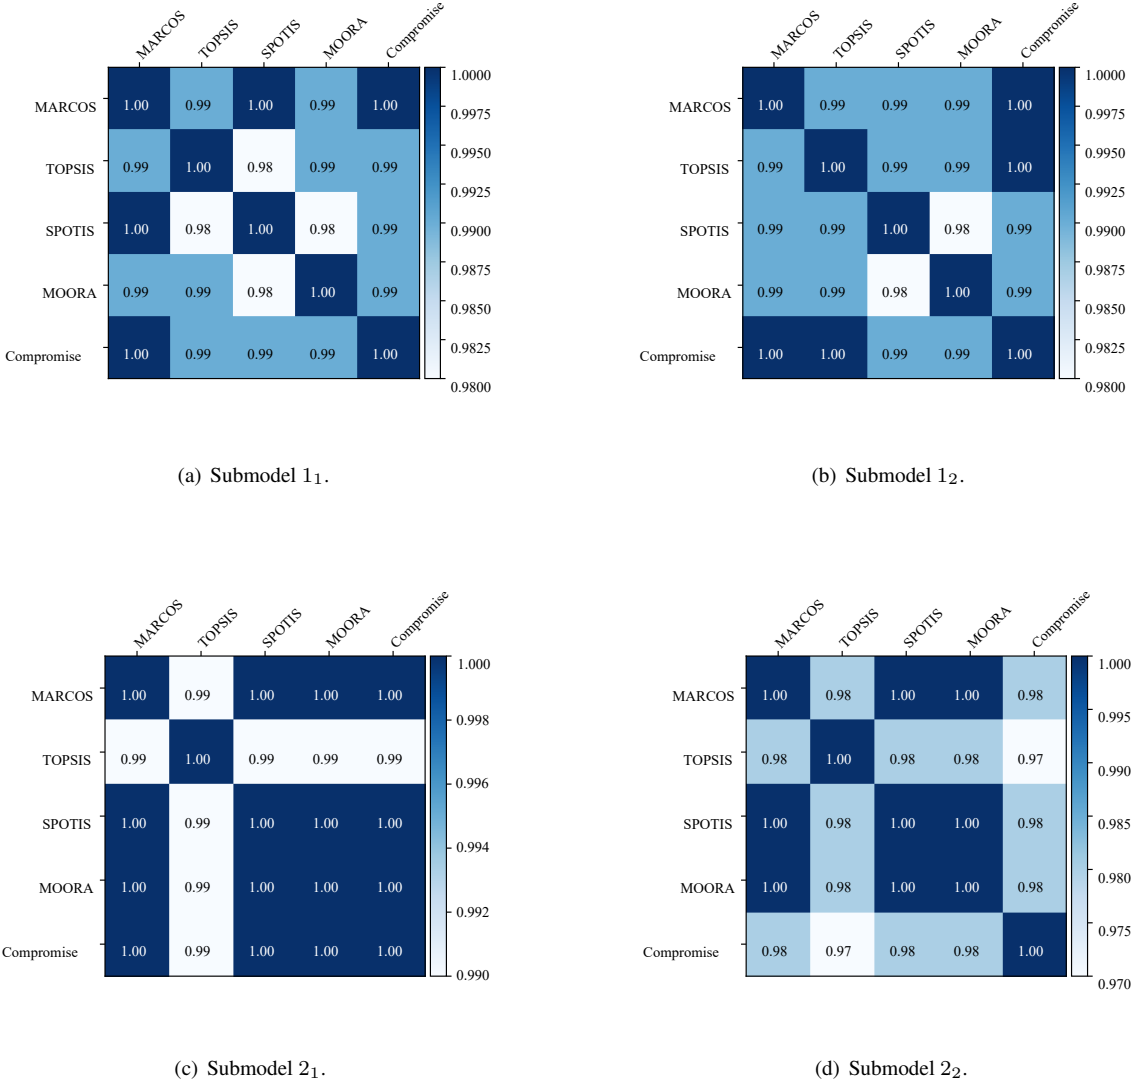 MARCOS TOPSIS SPOTIS MOORA Compromise
MARCOS 1.00 0.99 1.00 0.99 1.00
TOPSIS 0.99 1.00 0.98 0.99 0.99
SPOTIS 1.00 0.98 1.00 0.98 0.99
MOORA 0.99 0.99 0.98 1.00 0.99
Compromise 1.00 0.99 0.99 0.99 1.00
1.0000
0.9975
0.9950
0.9925
0.9900
0.9875
0.9850
0.9825
0.9800
(a) Submodel 1₁.
MARCOS TOPSIS SPOTIS MOORA Compromise
MARCOS 1.00 0.99 0.99 0.99 1.00
TOPSIS 0.99 1.00 0.99 0.99 1.00
SPOTIS 0.99 0.99 1.00 0.98 0.99
MOORA 0.99 0.99 0.98 1.00 0.99
Compromise 1.00 1.00 0.99 0.99 1.00
1.0000
0.9975
0.9950
0.9925
0.9900
0.9875
0.9850
0.9825
0.9800
(b) Submodel 1₂.
MARCOS TOPSIS SPOTIS MOORA Compromise
MARCOS 1.00 0.99 1.00 1.00 1.00
TOPSIS 0.99 1.00 0.99 0.99 0.99
SPOTIS 1.00 0.99 1.00 1.00 1.00
MOORA 1.00 0.99 1.00 1.00 1.00
Compromise 1.00 0.99 1.00 1.00 1.00
1.000
0.998
0.996
0.994
0.992
0.990
(c) Submodel 2₁.
MARCOS TOPSIS SPOTIS MOORA Compromise
MARCOS 1.00 0.98 1.00 1.00 0.98
TOPSIS 0.98 1.00 0.98 0.98 0.97
SPOTIS 1.00 0.98 1.00 1.00 0.98
MOORA 1.00 0.98 1.00 1.00 0.98
Compromise 0.98 0.97 0.98 0.98 1.00
1.000
0.995
0.990
0.985
0.980
0.975
0.970
(d) Submodel 2₂.